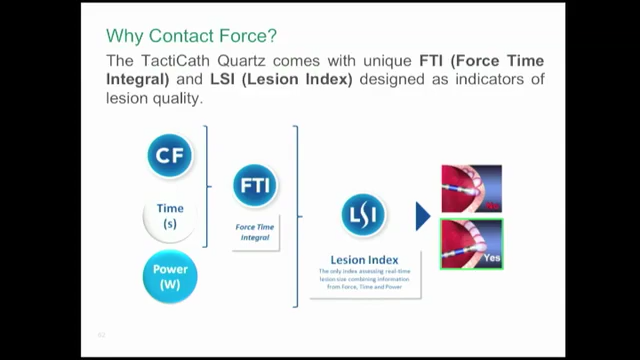 Why Contact Force?
The TactiCath Quartz comes with unique FTI (Force Time
Integral) and LSI (Lesion Index) designed as indicators of
lesion quality.
CF
Time
(s)
Power
(W)
FTI
Force Time
Integral
LSI
Lesion Index
The only index assessing real-time
lesion size combining information
from Force, Time and Power
No
Yes
62